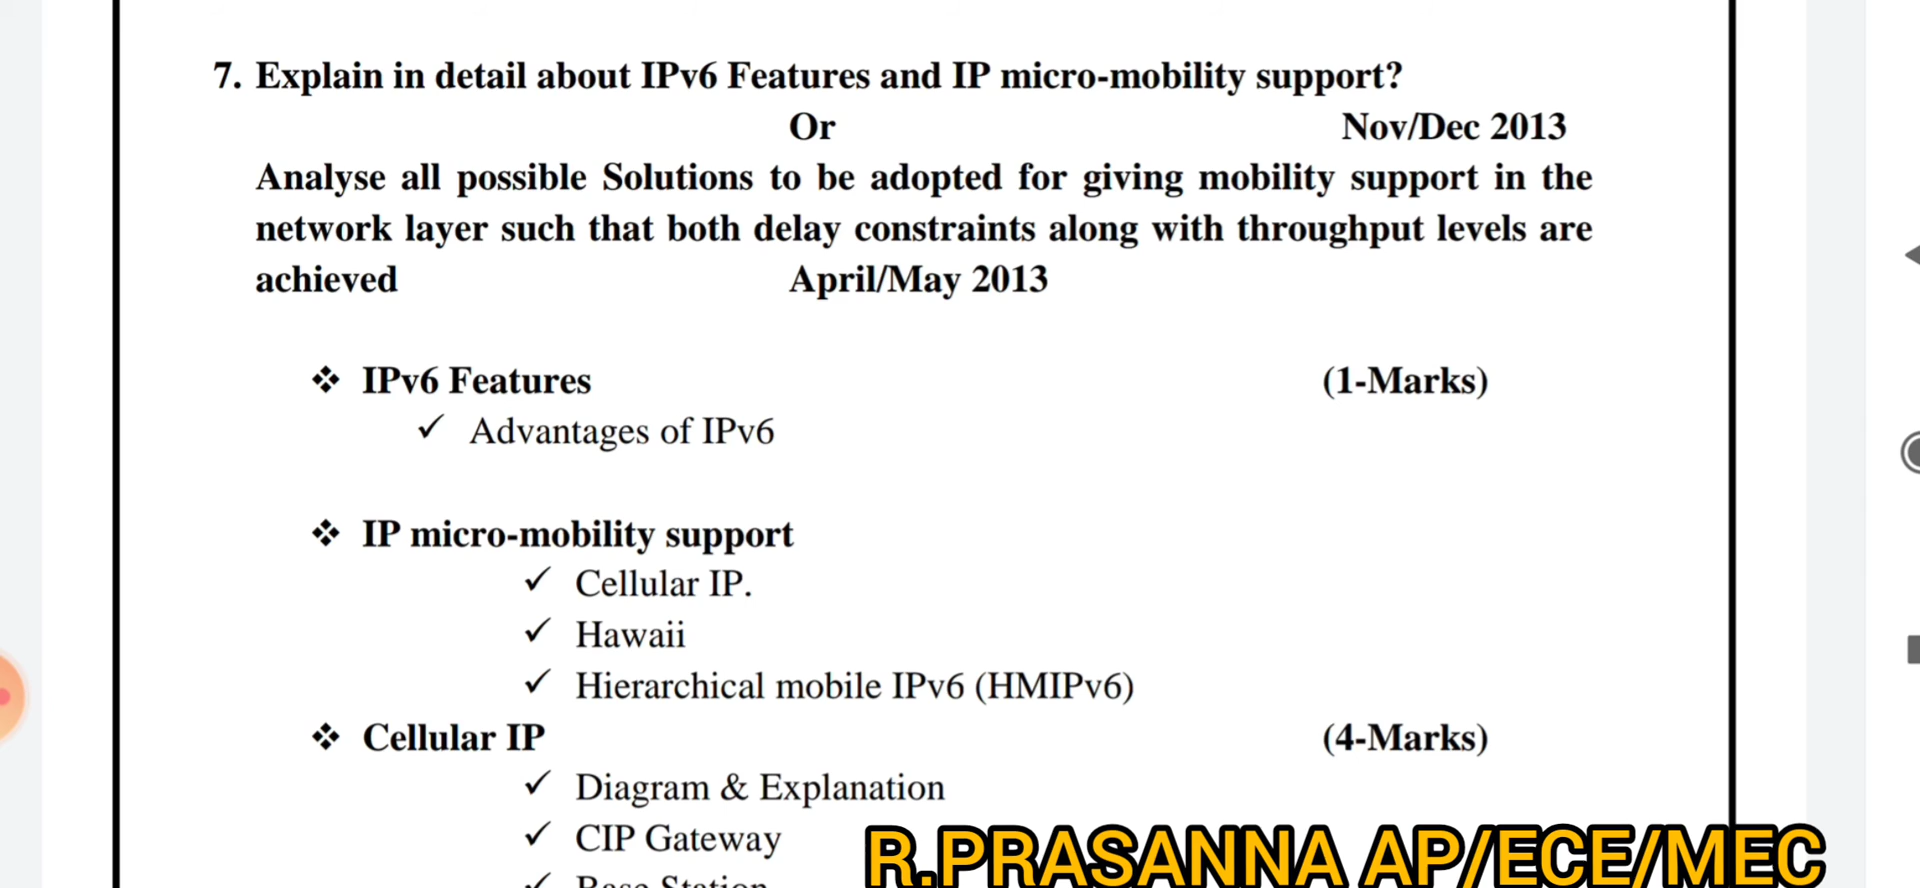 7. Explain in detail about IPv6 Features and IP micro-mobility support?
Or Nov/Dec 2013
Analyse all possible Solutions to be adopted for giving mobility support in the
network layer such that both delay constraints along with throughput levels are
achieved April/May 2013
❖ IPv6 Features (1-Marks)
✓ Advantages of IPv6
❖ IP micro-mobility support
✓ Cellular IP.
✓ Hawaii
✓ Hierarchical mobile IPv6 (HMIPv6)
❖ Cellular IP (4-Marks)
✓ Diagram & Explanation
✓ CIP Gateway
✓ Base Station
R.PRASANNA AP/ECE/MEC